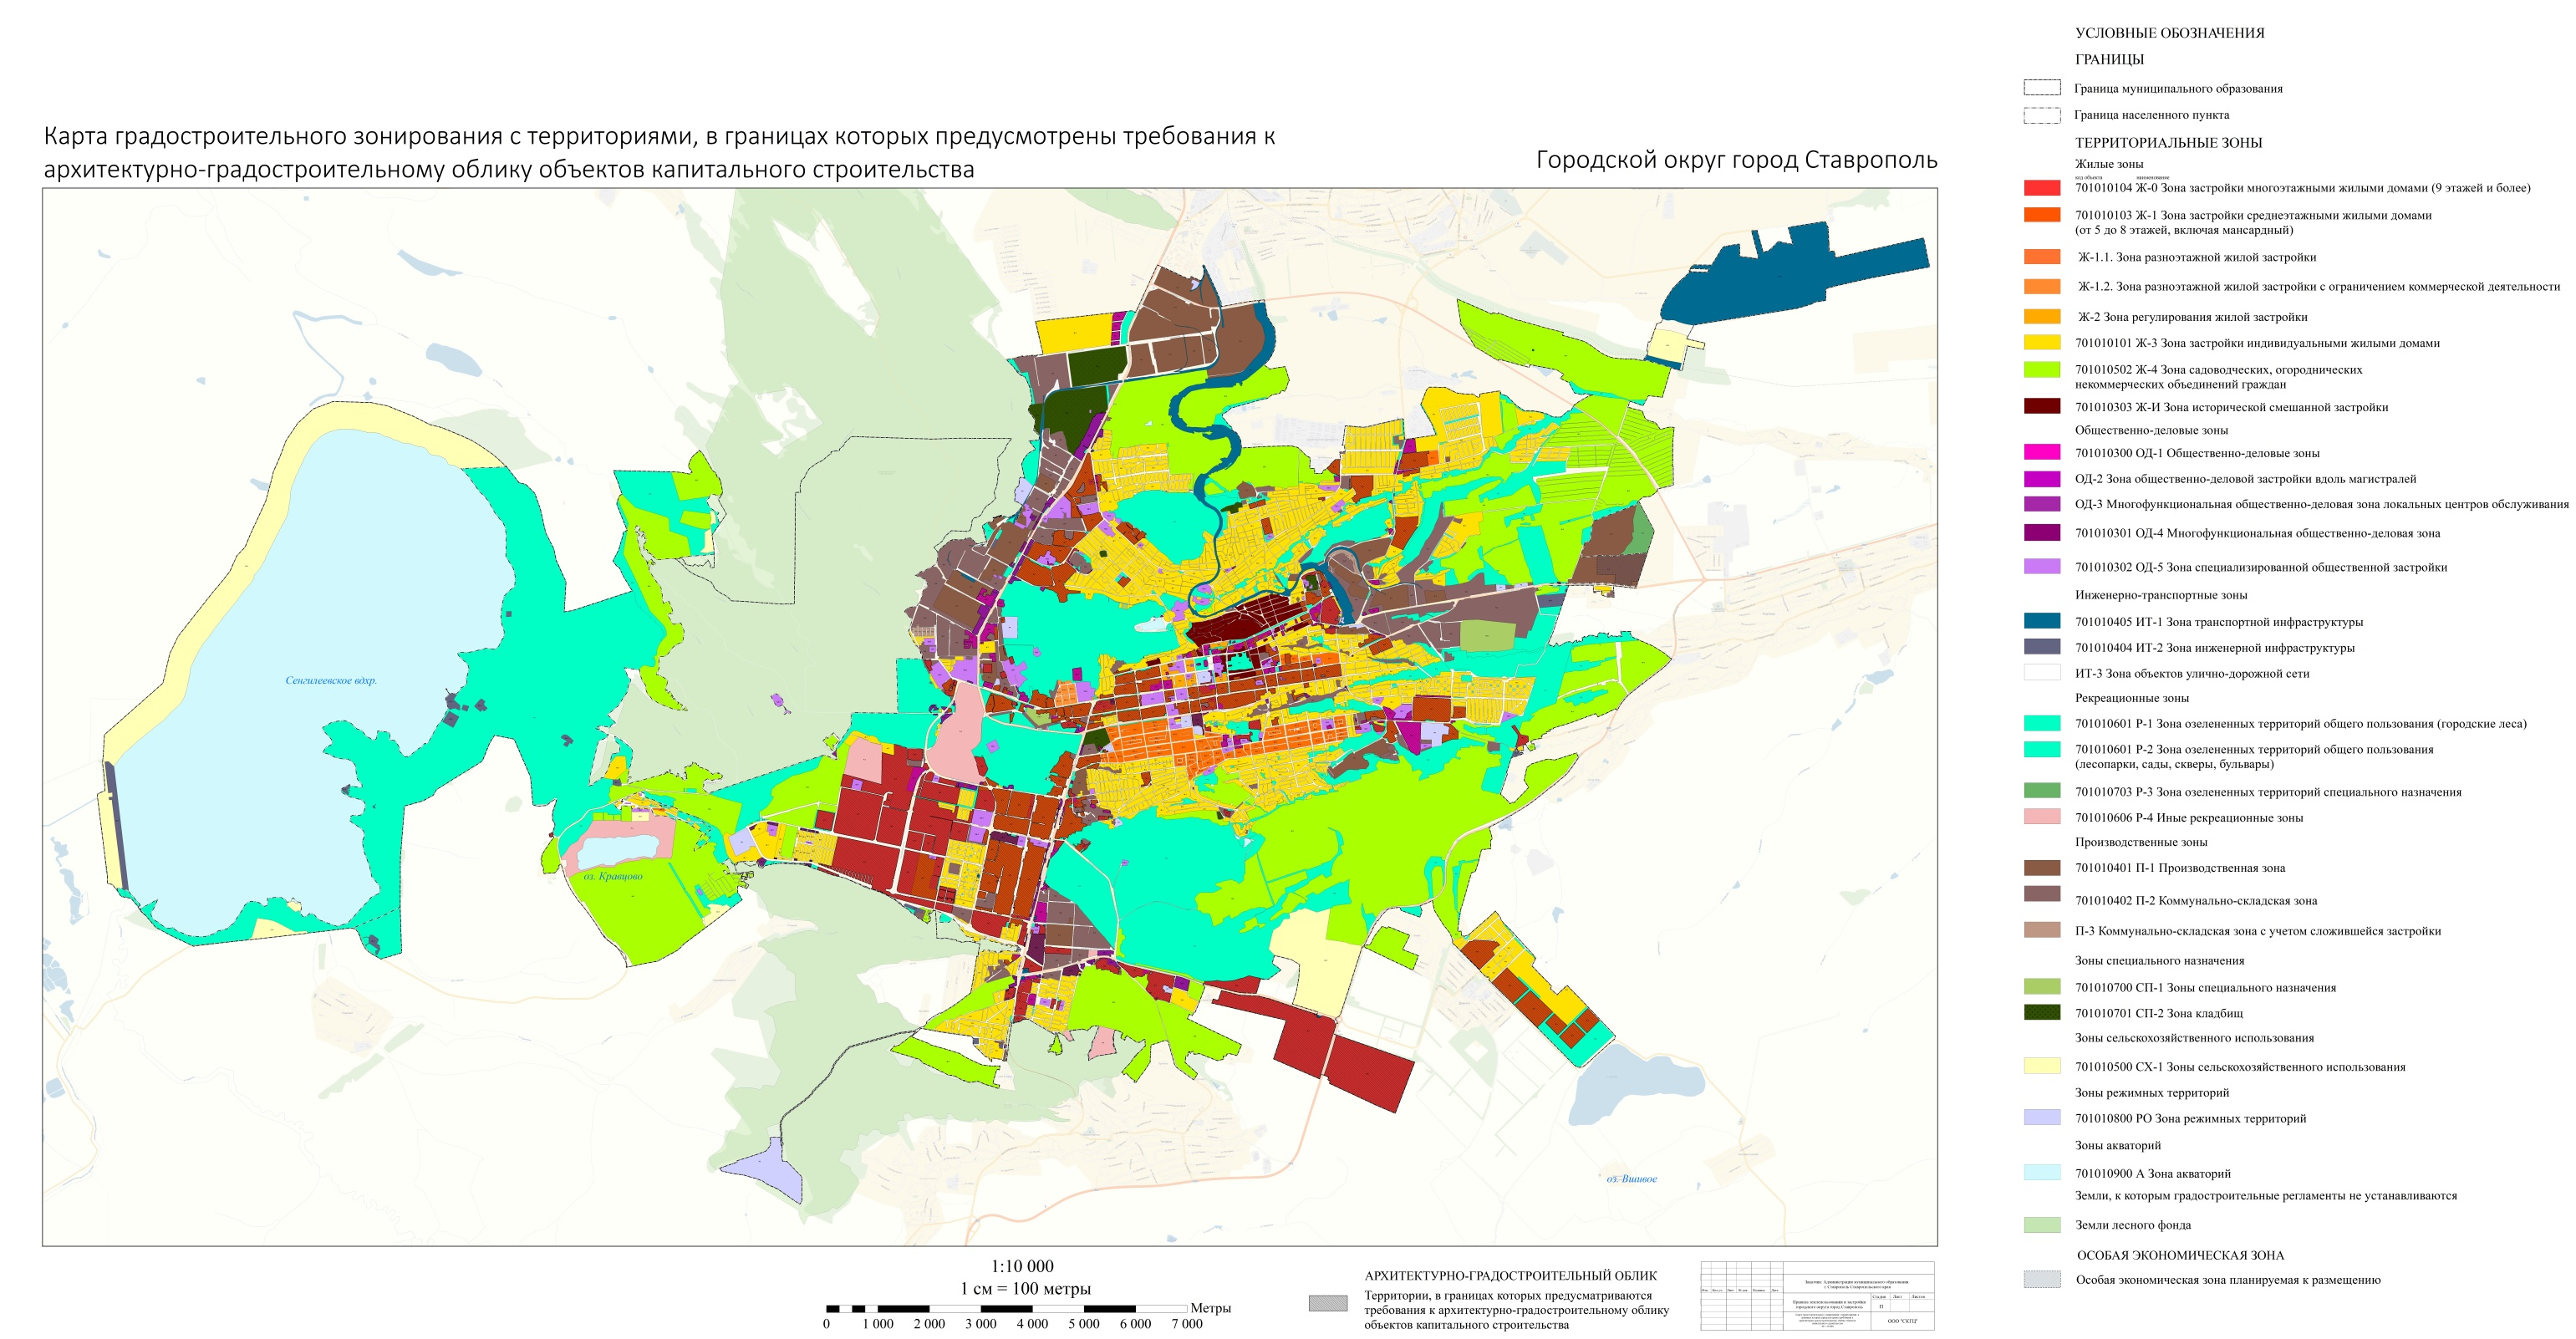 Карта градостроительного зонирования с территориями, в границах которых предусмотрены требования к
архитектурно-градостроительному облику объектов капитального строительства
Городской округ город Ставрополь
Сенгилеевское вдхр.
оз. Кравцово
оз. Вшивое
1:10 000
1 см = 100 метры
Метры
0 1 000 2 000 3 000 4 000 5 000 6 000 7 000
АРХИТЕКТУРНО-ГРАДОСТРОИТЕЛЬНЫЙ ОБЛИК
Территории, в границах которых предусматриваются
требования к архитектурно-градостроительному облику
объектов капитального строительства
ООО "СКГЦ"
УСЛОВНЫЕ ОБОЗНАЧЕНИЯ
ГРАНИЦЫ
Граница муниципального образования
Граница населенного пункта
ТЕРРИТОРИАЛЬНЫЕ ЗОНЫ
Жилые зоны
код объекта наименование
701010104 Ж-0 Зона застройки многоэтажными жилыми домами (9 этажей и более)
701010103 Ж-1 Зона застройки среднеэтажными жилыми домами
(от 5 до 8 этажей, включая мансардный)
Ж-1.1. Зона разноэтажной жилой застройки
Ж-1.2. Зона разноэтажной жилой застройки с ограничением коммерческой деятельности
Ж-2 Зона регулирования жилой застройки
701010101 Ж-3 Зона застройки индивидуальными жилыми домами
701010502 Ж-4 Зона садоводческих, огороднических
некоммерческих объединений граждан
701010303 Ж-И Зона исторической смешанной застройки
Общественно-деловые зоны
701010300 ОД-1 Общественно-деловые зоны
ОД-2 Зона общественно-деловой застройки вдоль магистралей
ОД-3 Многофункциональная общественно-деловая зона локальных центров обслуживания
701010301 ОД-4 Многофункциональная общественно-деловая зона
701010302 ОД-5 Зона специализированной общественной застройки
Инженерно-транспортные зоны
701010405 ИТ-1 Зона транспортной инфраструктуры
701010404 ИТ-2 Зона инженерной инфраструктуры
ИТ-3 Зона объектов улично-дорожной сети
Рекреационные зоны
701010601 Р-1 Зона озелененных территорий общего пользования (городские леса)
701010601 Р-2 Зона озелененных территорий общего пользования
(лесопарки, сады, скверы, бульвары)
701010703 Р-3 Зона озелененных территорий специального назначения
701010606 Р-4 Иные рекреационные зоны
Производственные зоны
701010401 П-1 Производственная зона
701010402 П-2 Коммунально-складская зона
П-3 Коммунально-складская зона с учетом сложившейся застройки
Зоны специального назначения
701010700 СП-1 Зоны специального назначения
701010701 СП-2 Зона кладбищ
Зоны сельскохозяйственного использования
701010500 СХ-1 Зоны сельскохозяйственного использования
Зоны режимных территорий
701010800 РО Зона режимных территорий
Зоны акваторий
701010900 А Зона акваторий
Земли, к которым градостроительные регламенты не устанавливаются
Земли лесного фонда
ОСОБАЯ ЭКОНОМИЧЕСКАЯ ЗОНА
Особая экономическая зона планируемая к размещению